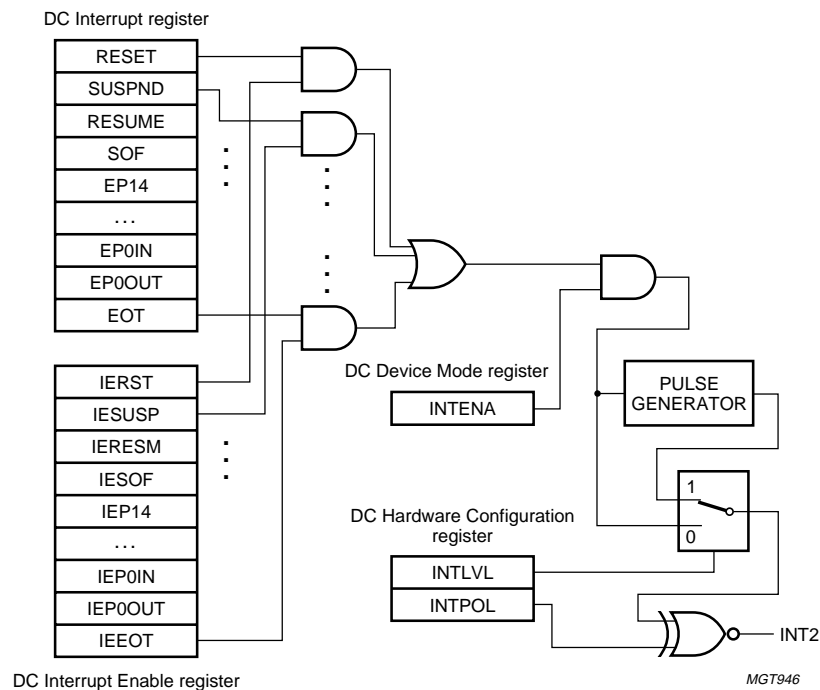 DC Interrupt register
RESET
SUSPND
RESUME
SOF
EP14
...
EP0IN
EP0OUT
EOT
IERST
IESUSP
IERESM
IESOF
IEP14
...
IEP0IN
IEP0OUT
IEEOT
DC Interrupt Enable register
DC Device Mode register
INTENA
PULSE
GENERATOR
1
0
DC Hardware Configuration
register
INTLVL
INTPOL
INT2
MGT946